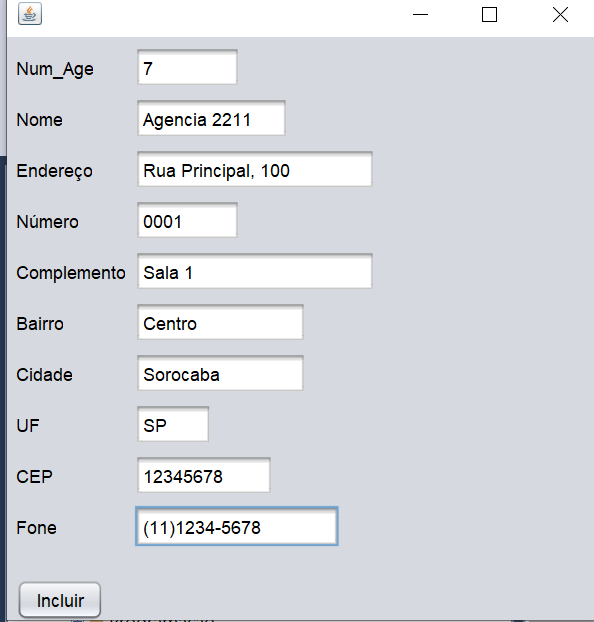 Num_Age 7
Nome Agencia 2211
Endereço Rua Principal, 100
Número 0001
Complemento Sala 1
Bairro Centro
Cidade Sorocaba
UF SP
CEP 12345678
Fone (11)1234-5678
Incluir